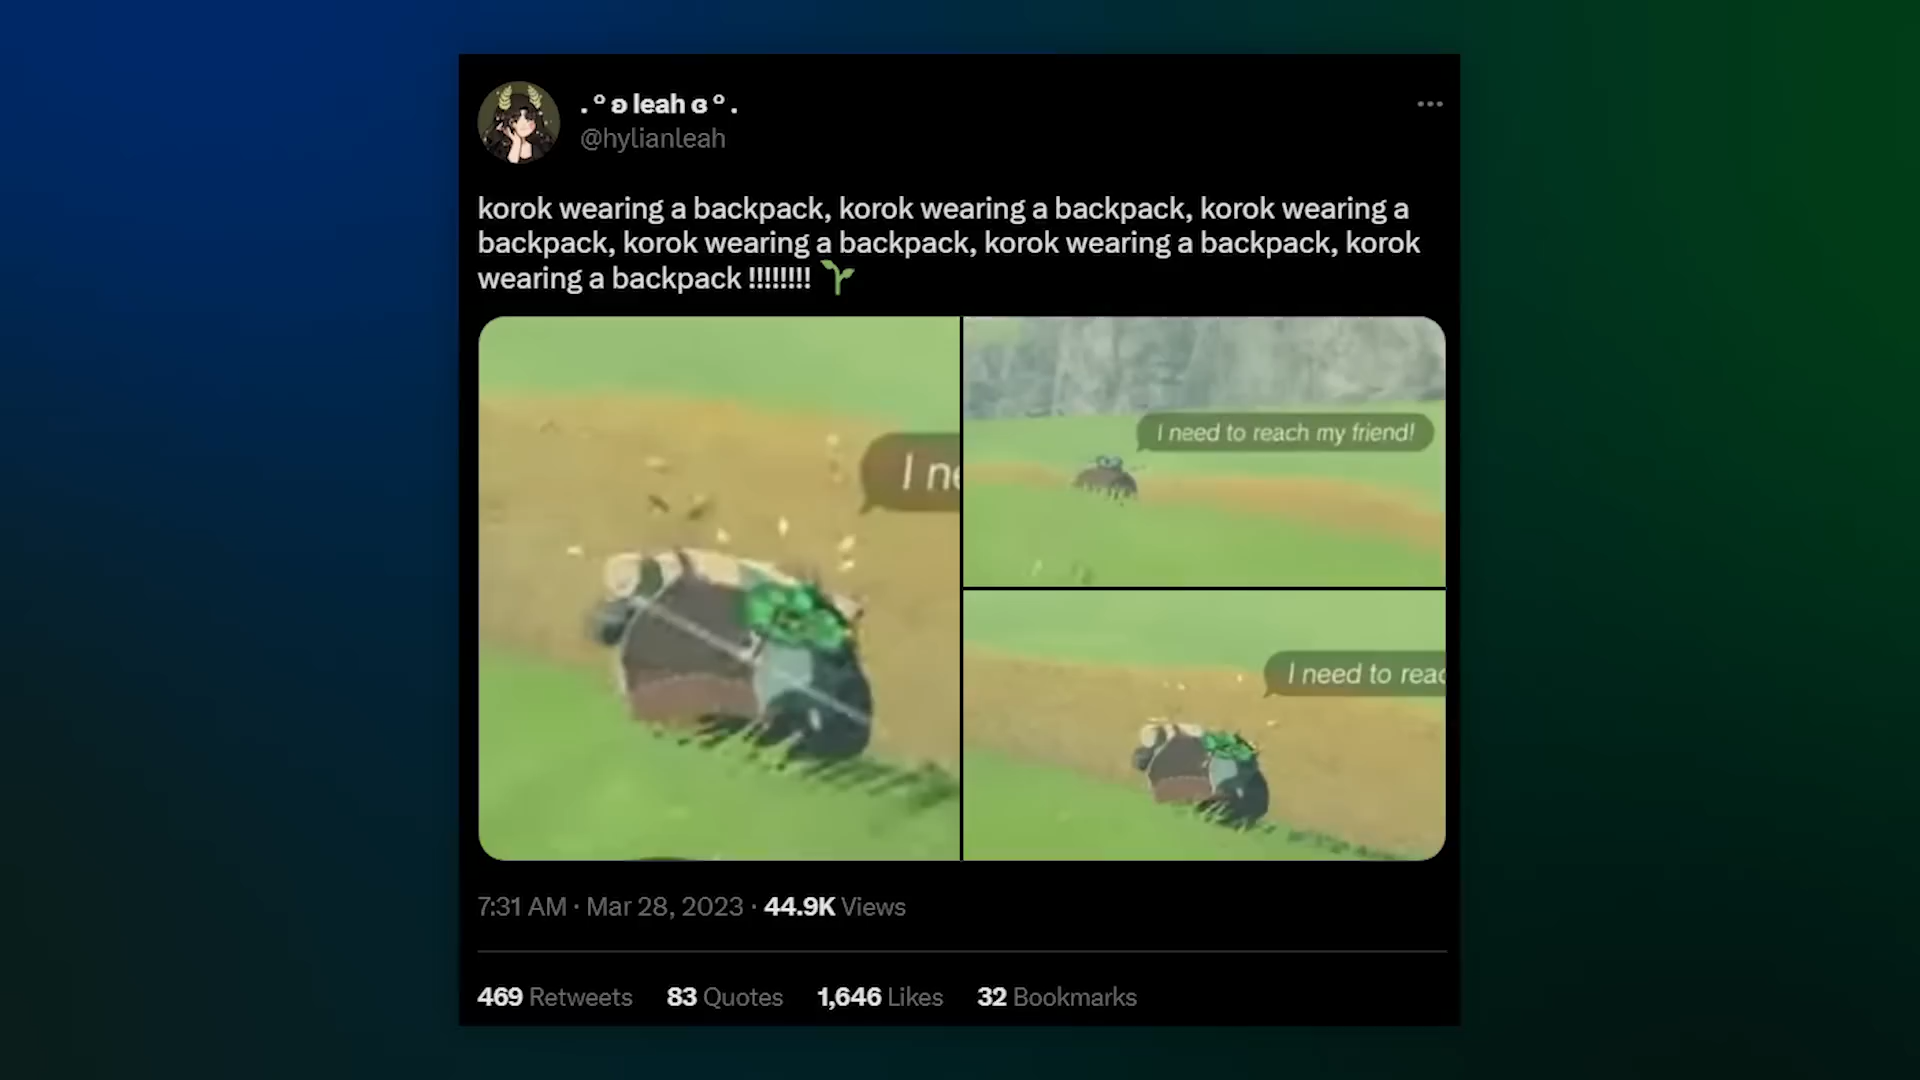 . ° ʚ leah ɞ ° .
@hylianleah
korok wearing a backpack, korok wearing a backpack, korok wearing a
backpack, korok wearing a backpack, korok wearing a backpack, korok
wearing a backpack !!!!!!!! 🌱
I ne
I need to reach my friend!
I need to reac
7:31 AM · Mar 28, 2023 · 44.9K Views
469 Retweets 83 Quotes 1,646 Likes 32 Bookmarks